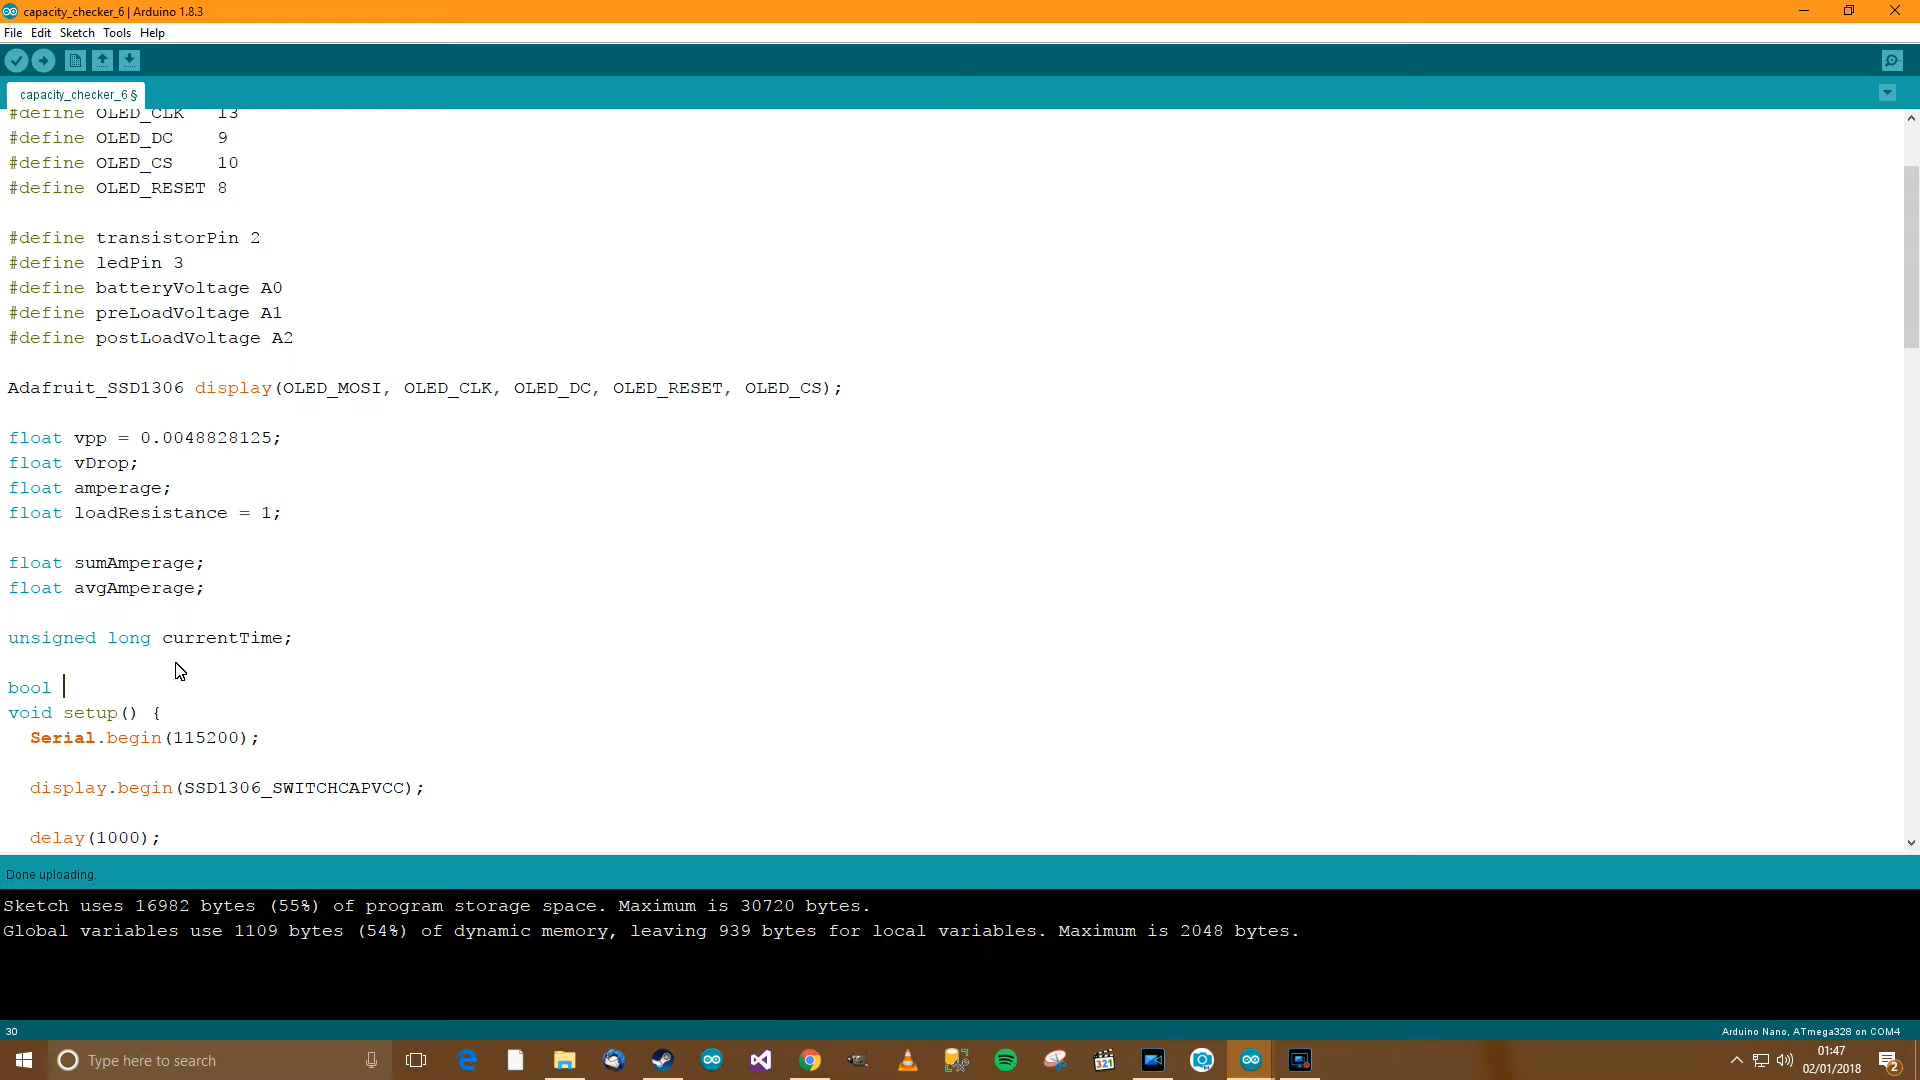 capacity_checker_6 | Arduino 1.8.3
File Edit Sketch Tools Help
capacity_checker_6 §
#define OLED_CLK   13
#define OLED_DC    9
#define OLED_CS    10
#define OLED_RESET 8
#define transistorPin 2
#define ledPin 3
#define batteryVoltage A0
#define preLoadVoltage A1
#define postLoadVoltage A2
Adafruit_SSD1306 display(OLED_MOSI, OLED_CLK, OLED_DC, OLED_RESET, OLED_CS);
float vpp = 0.0048828125;
float vDrop;
float amperage;
float loadResistance = 1;
float sumAmperage;
float avgAmperage;
unsigned long currentTime;
bool
void setup() {
  Serial.begin(115200);
  display.begin(SSD1306_SWITCHCAPVCC);
  delay(1000);
Done uploading.
Sketch uses 16982 bytes (55%) of program storage space. Maximum is 30720 bytes.
Global variables use 1109 bytes (54%) of dynamic memory, leaving 939 bytes for local variables. Maximum is 2048 bytes.
30 Arduino Nano, ATmega328 on COM4
Type here to search
321
01:47
02/01/2018
2